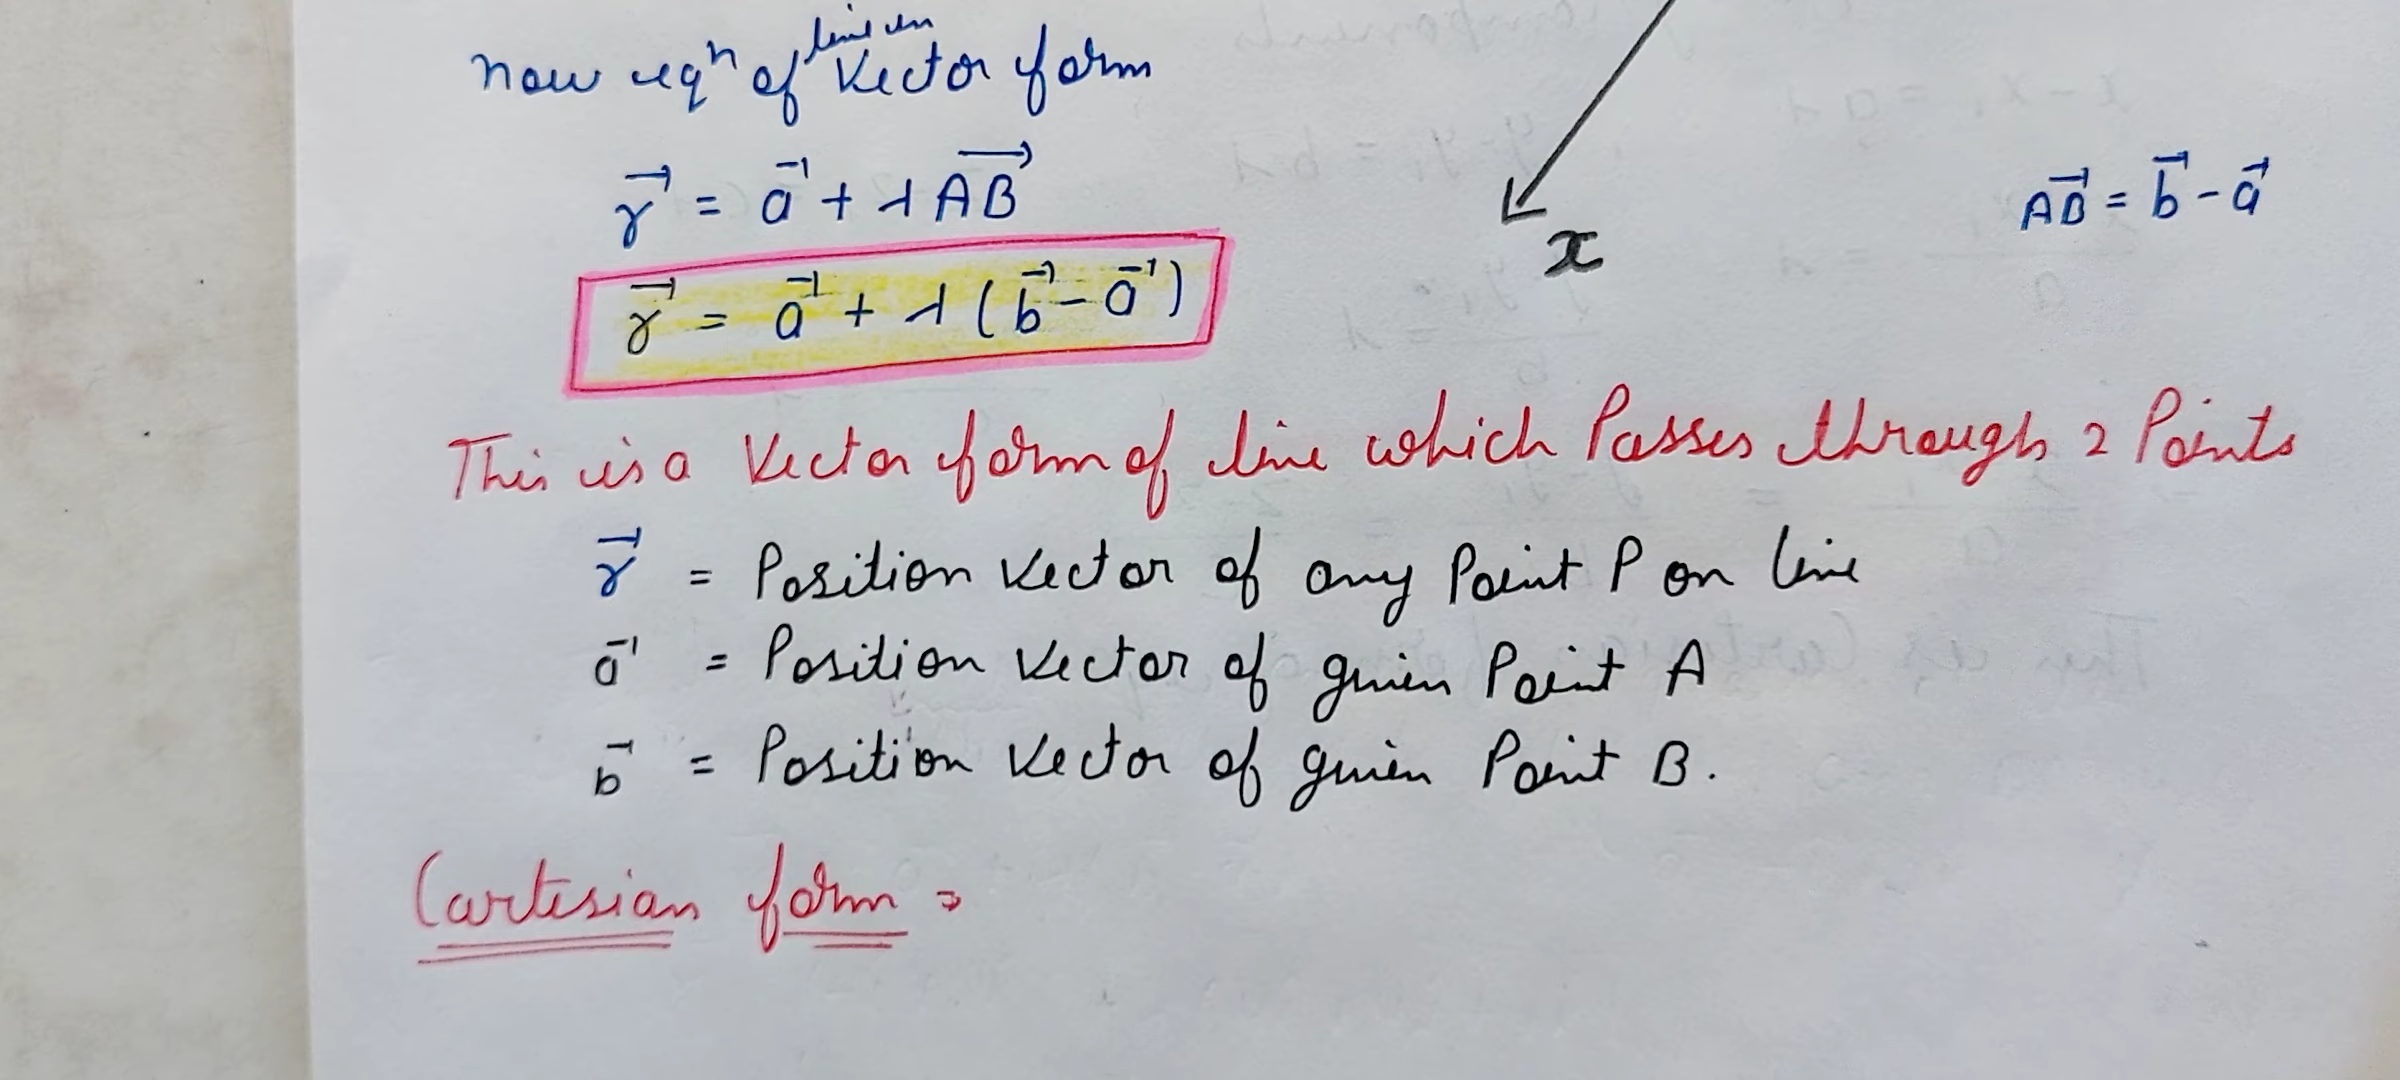 Now eqⁿ of line in Vector form
r⃗ = a⃗ + λAB⃗
x
AB⃗ = b⃗ - a⃗
r⃗ = a⃗ + λ(b⃗ - a⃗)
This is a Vector form of line which Passes through 2 Points
r⃗ = Position Vector of any Point P on line
a⃗ = Position Vector of given Point A
b⃗ = Position Vector of given Point B.
Cartesian form =